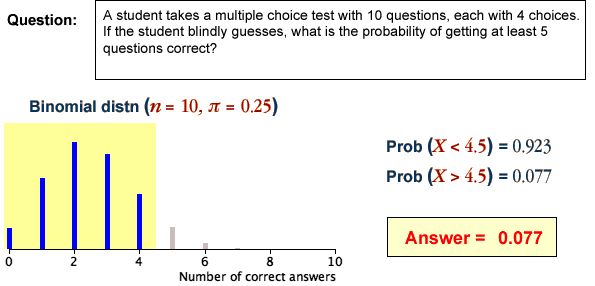 Question:
A student takes a multiple choice test with 10 questions, each with 4 choices.
If the student blindly guesses, what is the probability of getting at least 5
questions correct?
Binomial distn (n = 10, π = 0.25)
Prob (X < 4.5) = 0.923
Prob (X > 4.5) = 0.077
Answer = 0.077
0 2 4 6 8 10
Number of correct answers